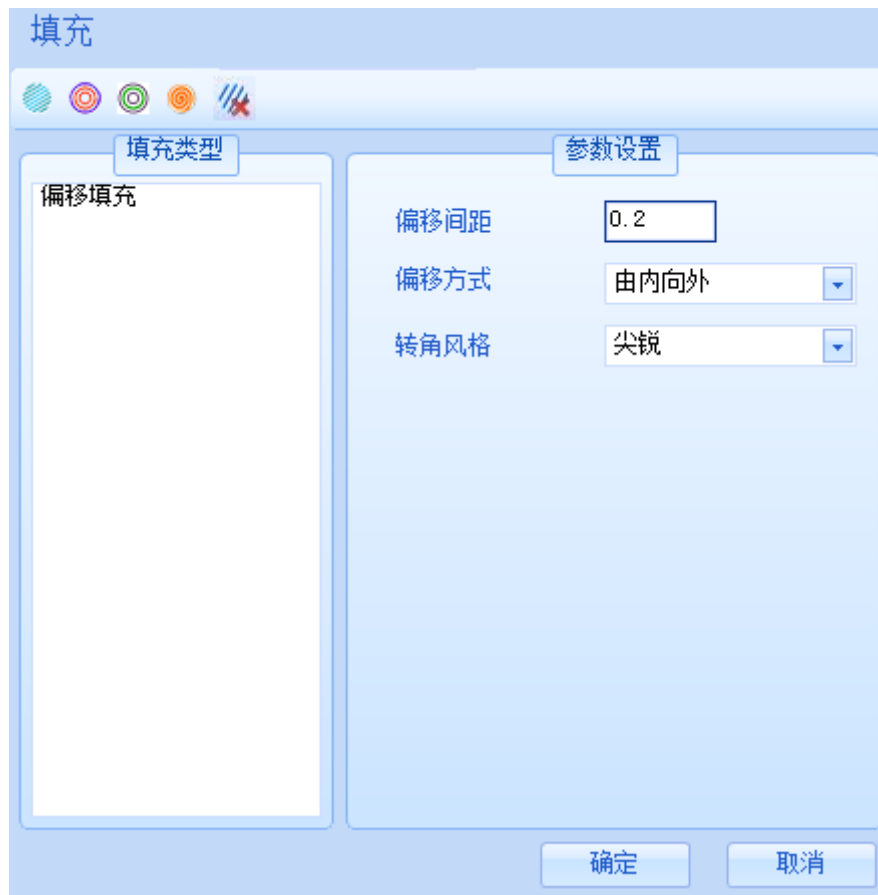 填充
填充类型
参数设置
偏移填充
偏移间距
0.2
偏移方式
由内向外
转角风格
尖锐
确定
取消